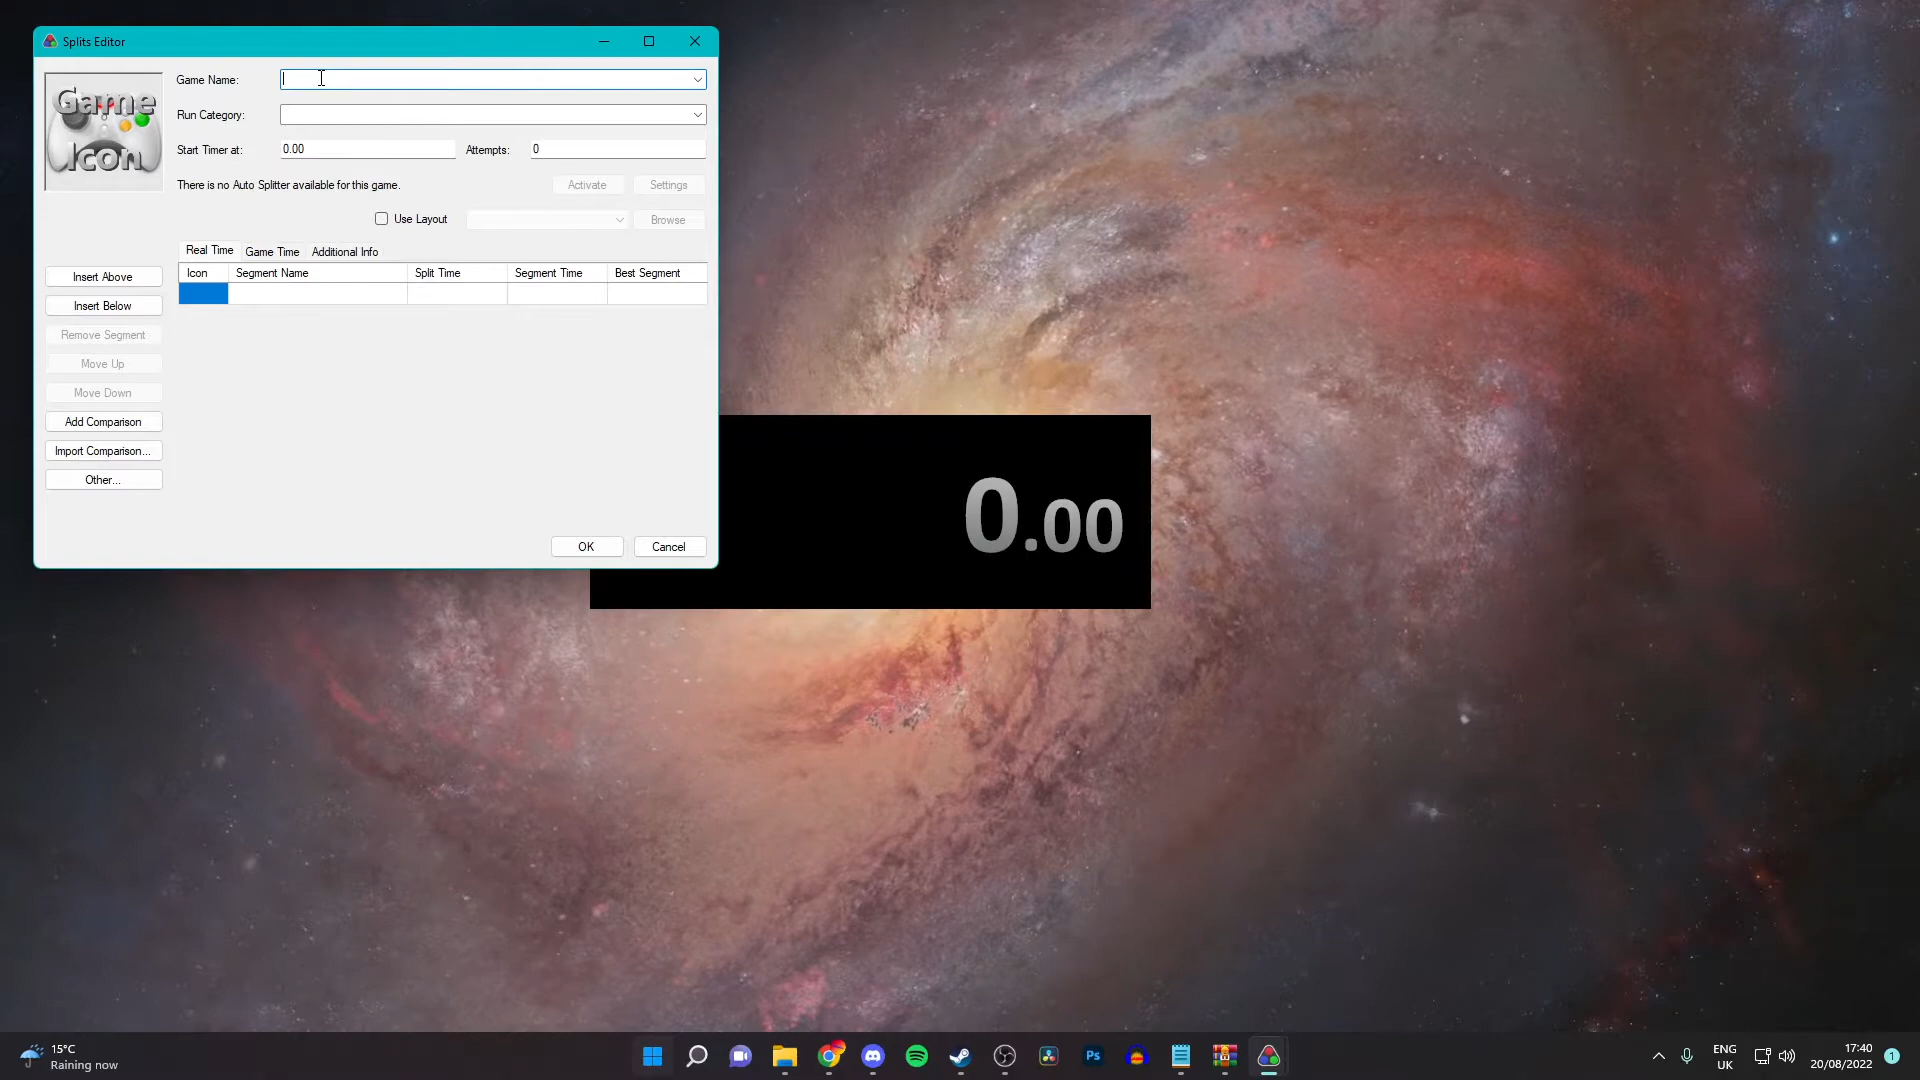 Splits Editor
Game Icon
Game Name:
Run Category:
Start Timer at: 0.00 Attempts: 0
There is no Auto Splitter available for this game. Activate Settings
Use Layout Browse
Real Time Game Time Additional Info
Icon Segment Name Split Time Segment Time Best Segment
Insert Above
Insert Below
Remove Segment
Move Up
Move Down
Add Comparison
Import Comparison...
Other...
OK Cancel
0.00
15°C
Raining now
Ps
ENG
UK
17:40
20/08/2022
1